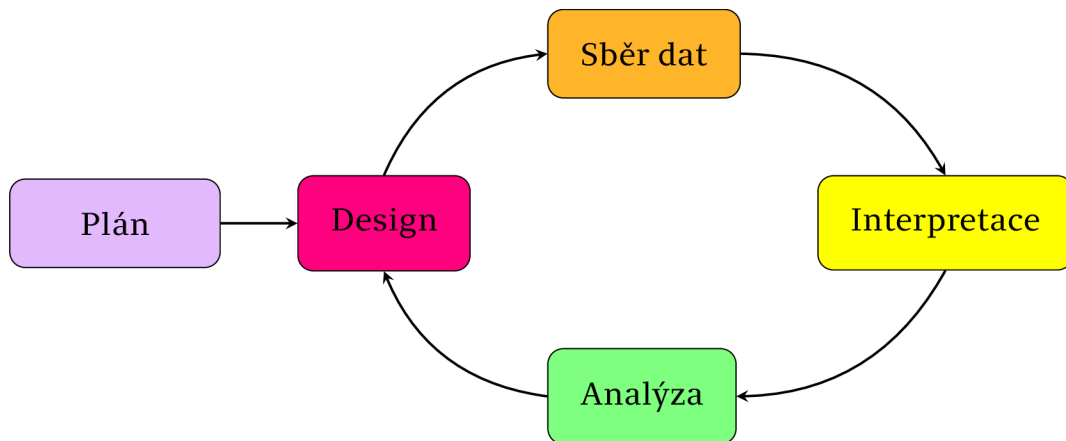 Sběr dat
Plán
Design
Interpretace
Analýza